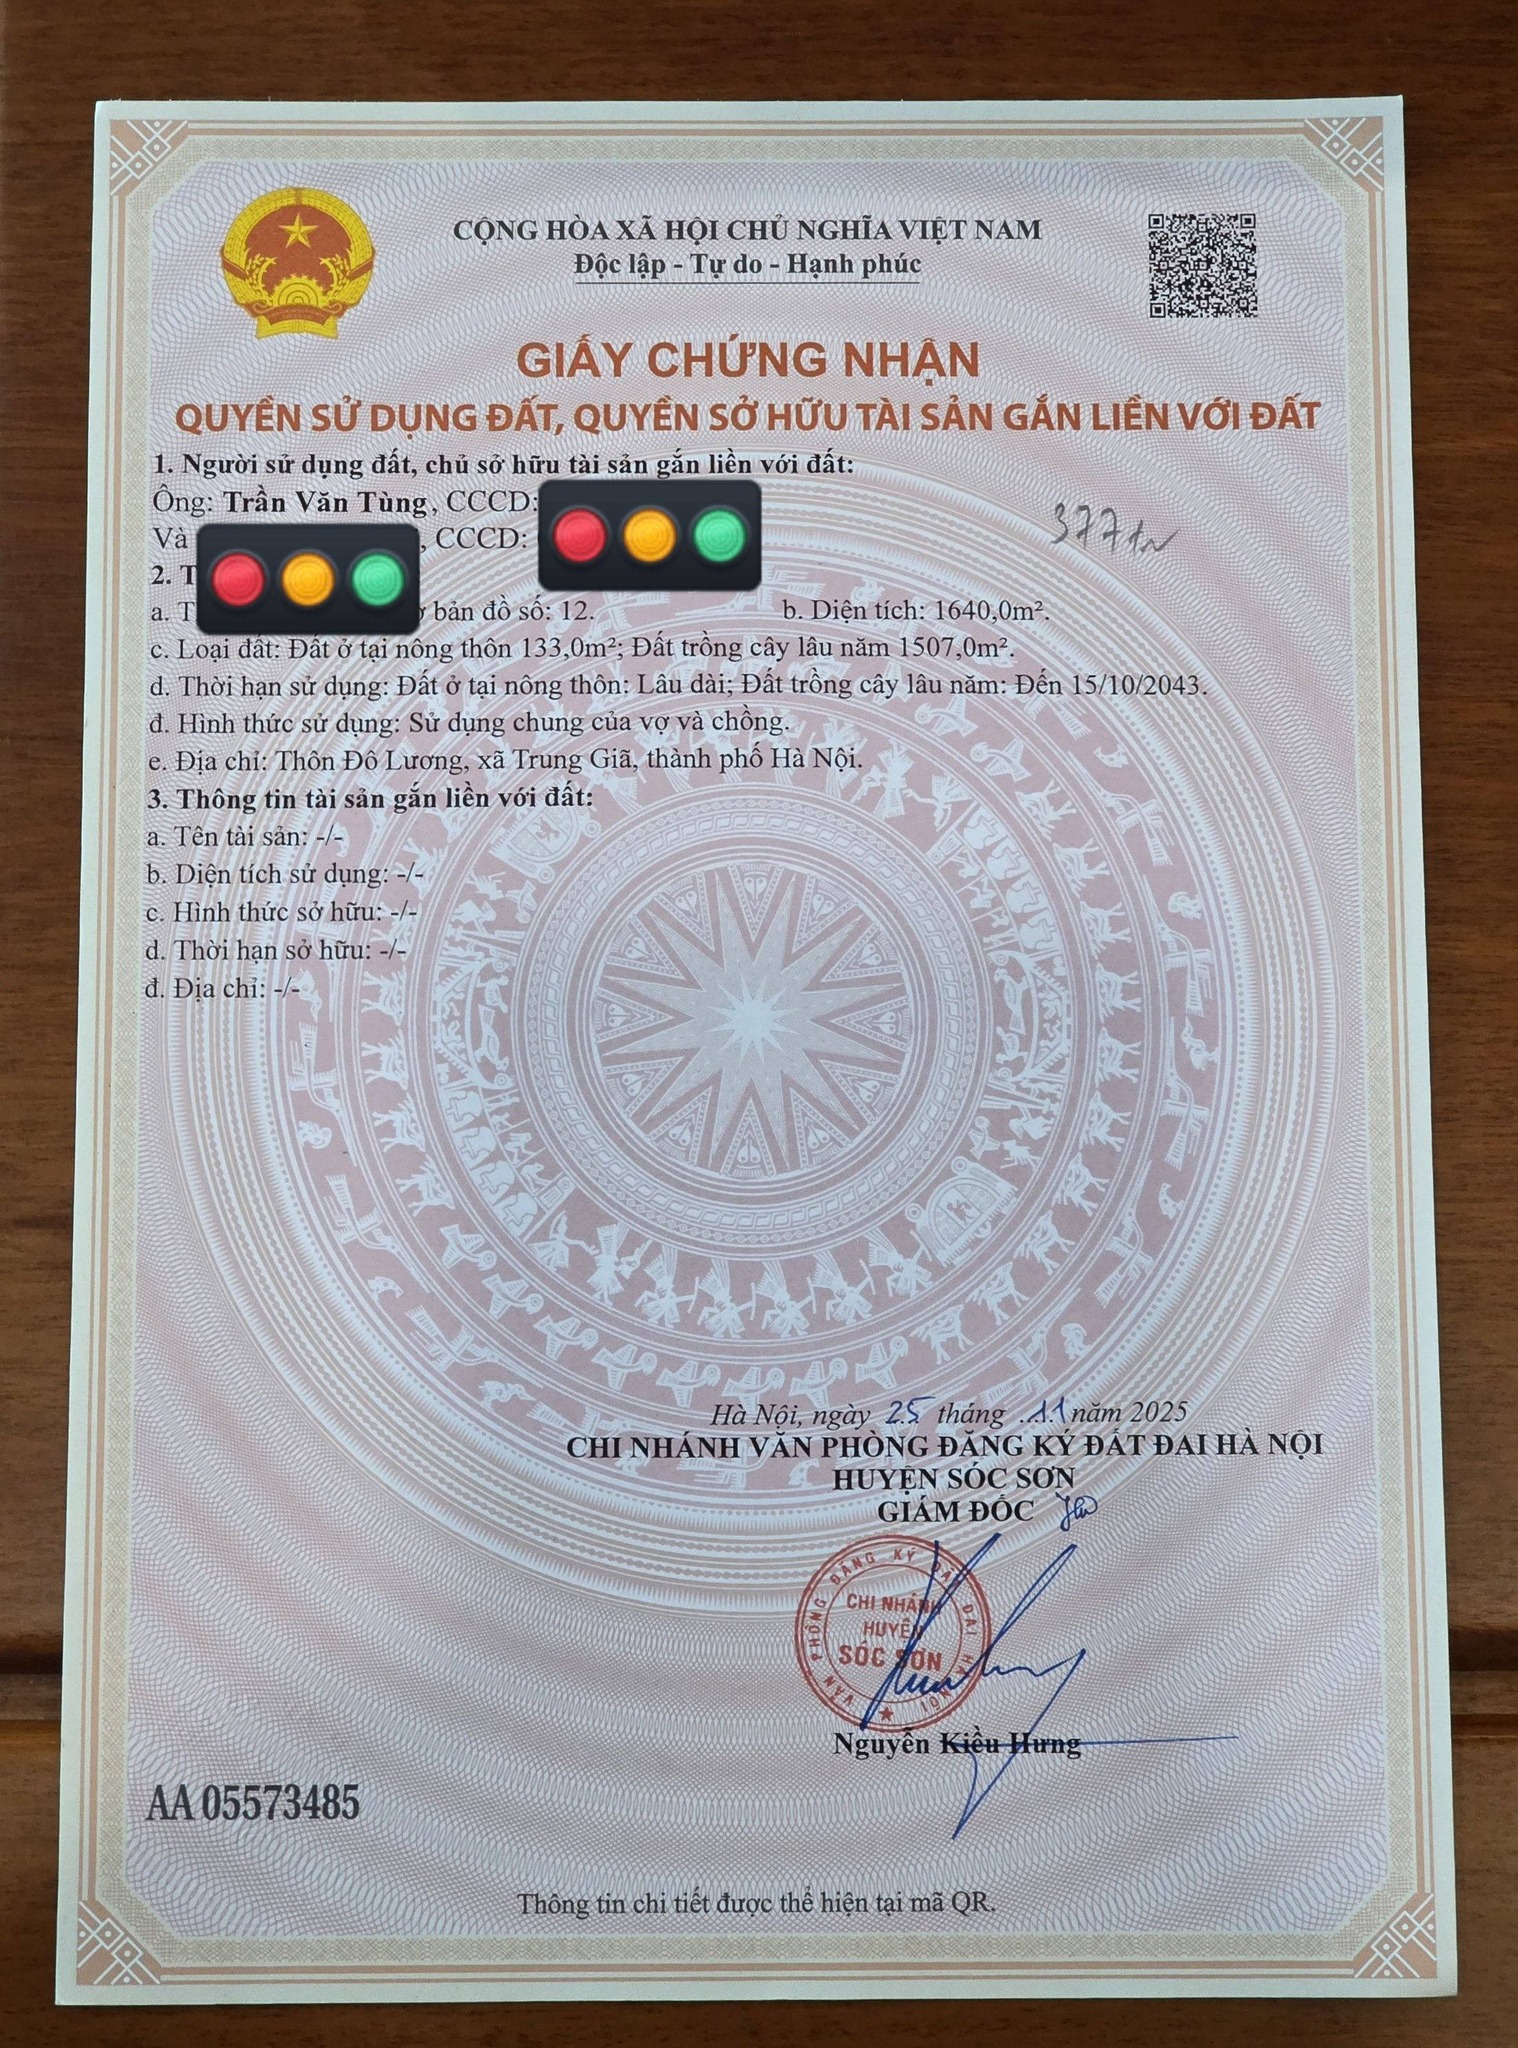 CỘNG HÒA XÃ HỘI CHỦ NGHĨA VIỆT NAM
Độc lập - Tự do - Hạnh phúc
GIẤY CHỨNG NHẬN
QUYỀN SỬ DỤNG ĐẤT, QUYỀN SỞ HỮU TÀI SẢN GẮN LIỀN VỚI ĐẤT
1. Người sử dụng đất, chủ sở hữu tài sản gắn liền với đất:
Ông: Trần Văn Tùng, CCCD:
Và , CCCD:
2.
a. bản đồ số: 12. b. Diện tích: 1640,0m².
c. Loại đất: Đất ở tại nông thôn 133,0m²; Đất trồng cây lâu năm 1507,0m².
d. Thời hạn sử dụng: Đất ở tại nông thôn: Lâu dài; Đất trồng cây lâu năm: Đến 15/10/2043.
đ. Hình thức sử dụng: Sử dụng chung của vợ và chồng.
e. Địa chỉ: Thôn Đô Lương, xã Trung Giã, thành phố Hà Nội.
3. Thông tin tài sản gắn liền với đất:
a. Tên tài sản: -/-
b. Diện tích sử dụng: -/-
c. Hình thức sở hữu: -/-
d. Thời hạn sở hữu: -/-
đ. Địa chỉ: -/-
Hà Nội, ngày 25 tháng 11 năm 2025
CHI NHÁNH VĂN PHÒNG ĐĂNG KÝ ĐẤT ĐAI HÀ NỘI
HUYỆN SÓC SƠN
GIÁM ĐỐC
VĂN PHÒNG ĐĂNG KÝ ĐẤT ĐAI HÀ NỘI
CHI NHÁNH
HUYỆN
SÓC SƠN
Nguyễn Kiều Hưng
AA 05573485
Thông tin chi tiết được thể hiện tại mã QR.